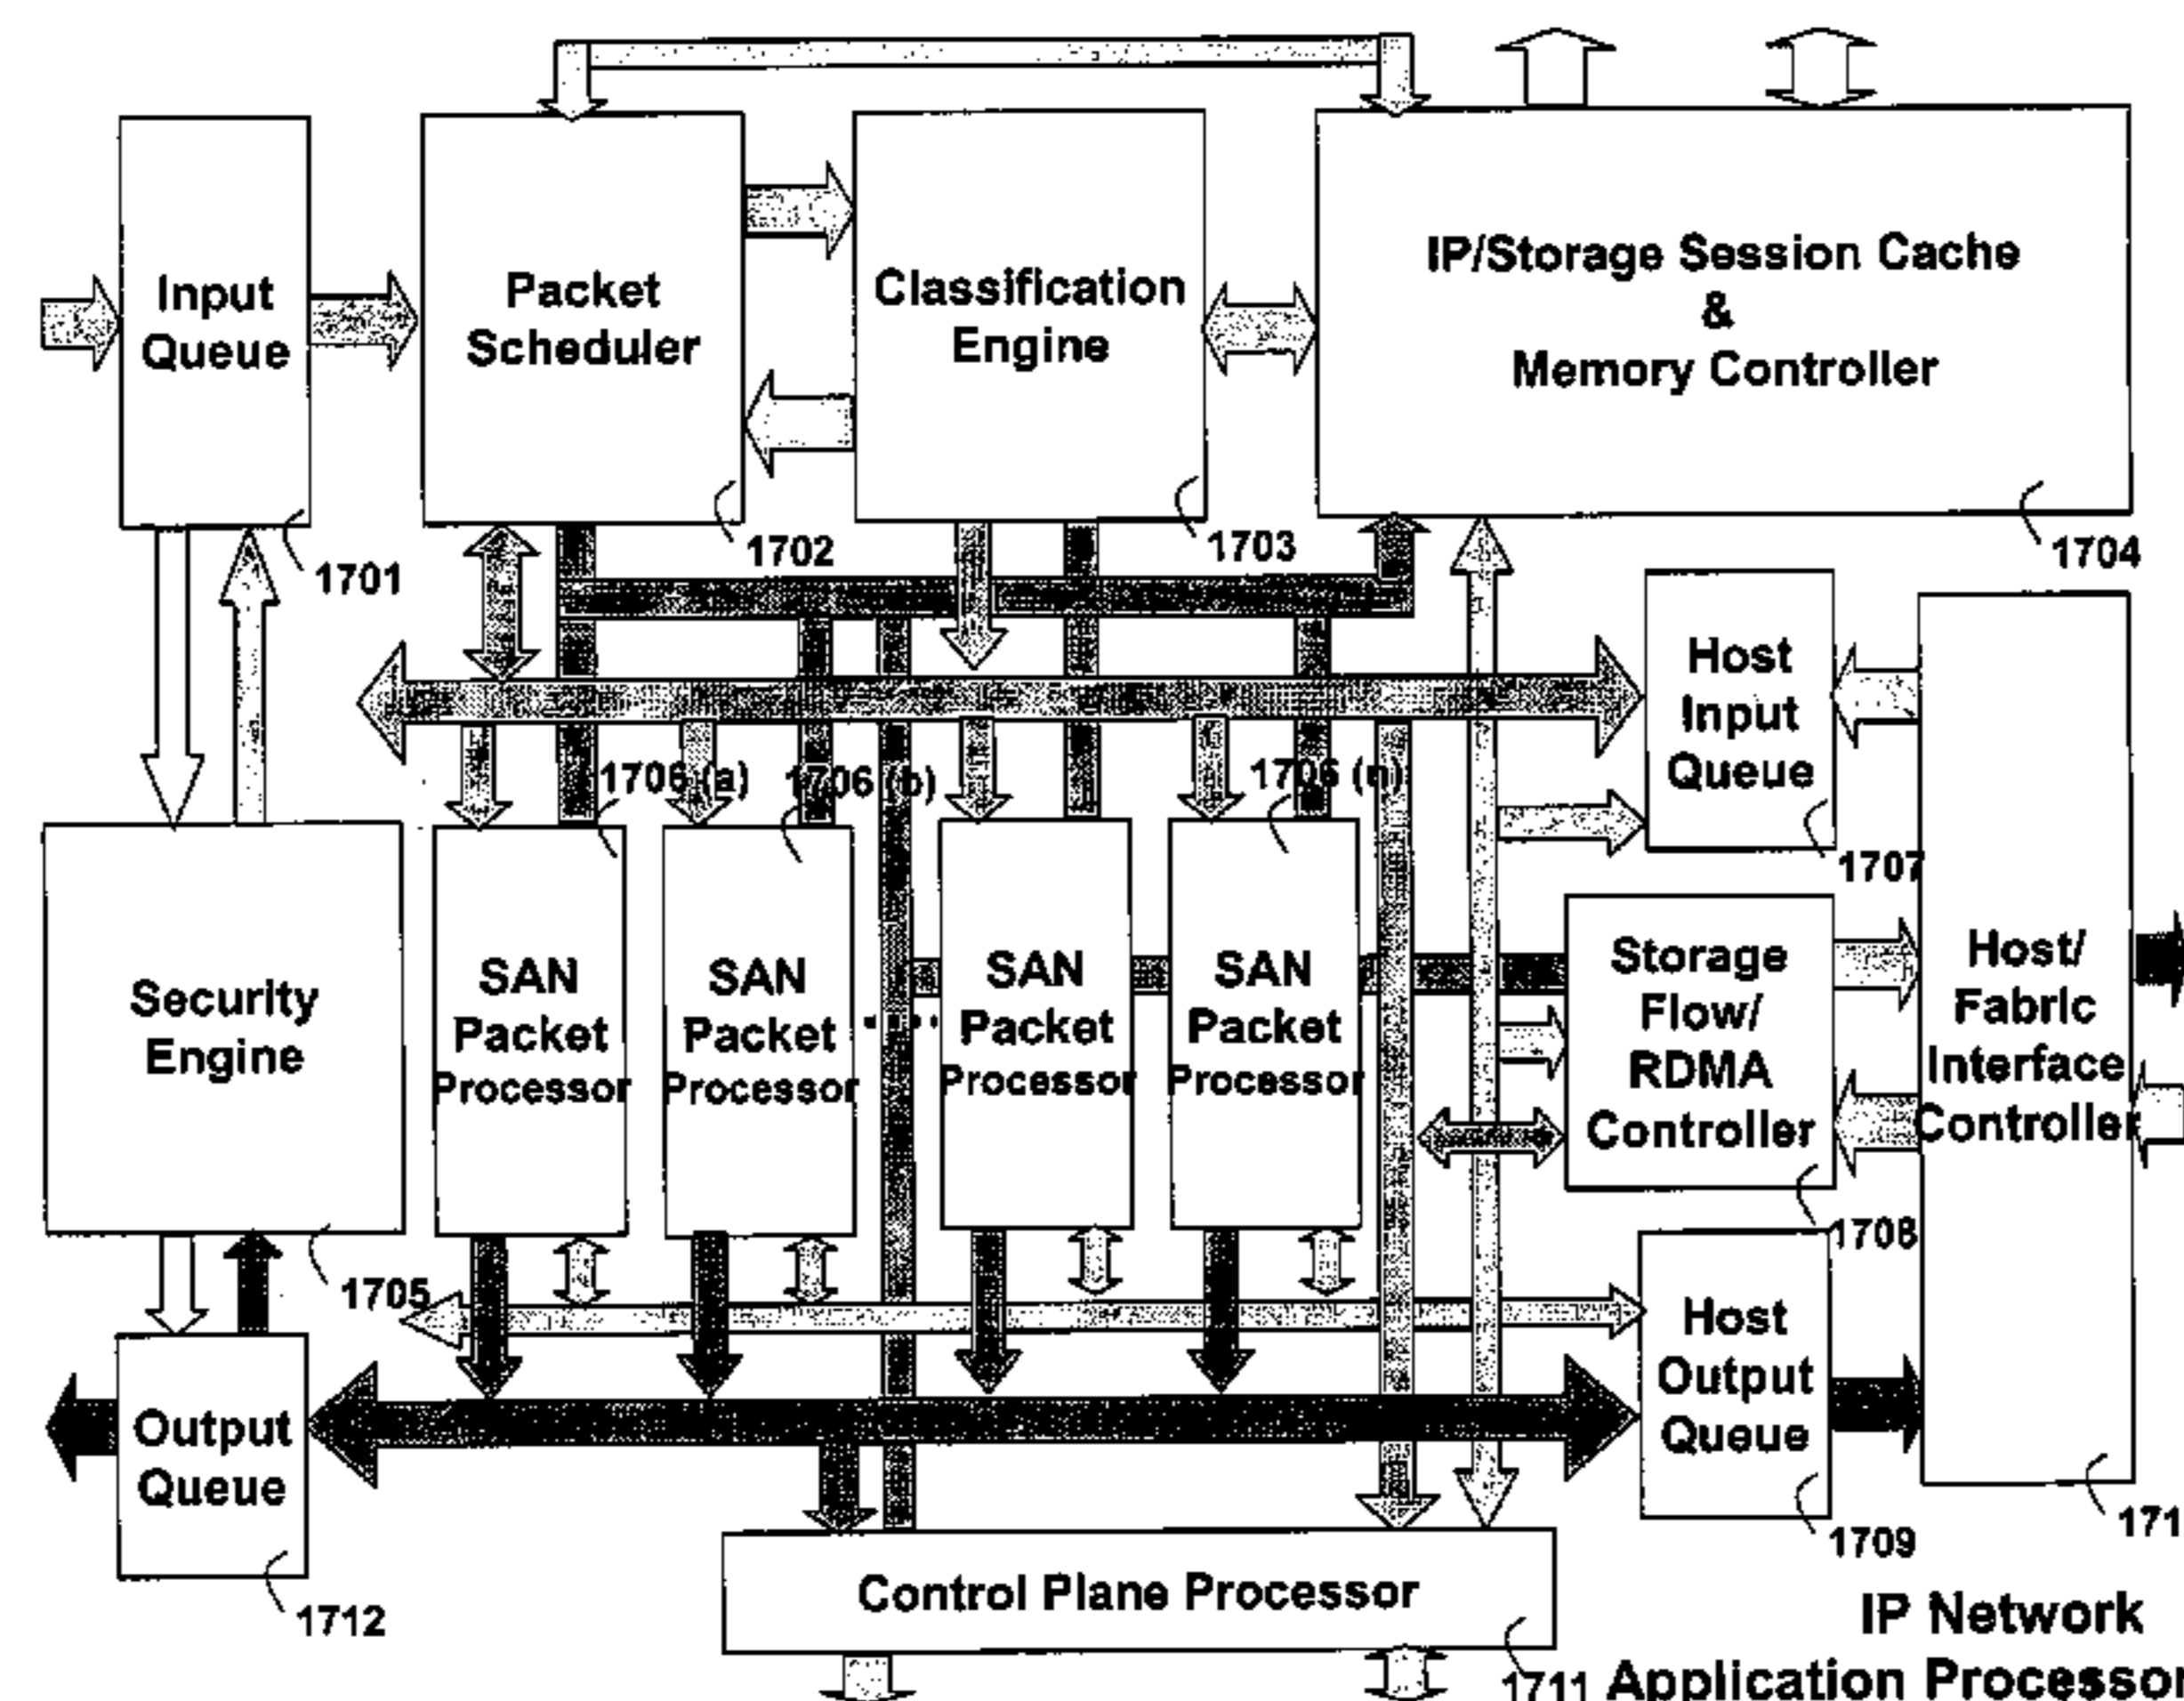 Input
Queue
1701
Packet
Scheduler
1702
Classification
Engine
1703
IP/Storage Session Cache
&
Memory Controller
1704
Security
Engine
1705
1706 (a)
SAN
Packet
Processor
1706 (b)
SAN
Packet
Processor
SAN
Packet
Processor
1706 (n)
SAN
Packet
Processor
Host
Input
Queue
1707
Storage
Flow/
RDMA
Controller
1708
Host/
Fabric
Interface
Controller
171
Host
Output
Queue
1709
Output
Queue
1712
Control Plane Processor
1711
IP Network
Application Processor